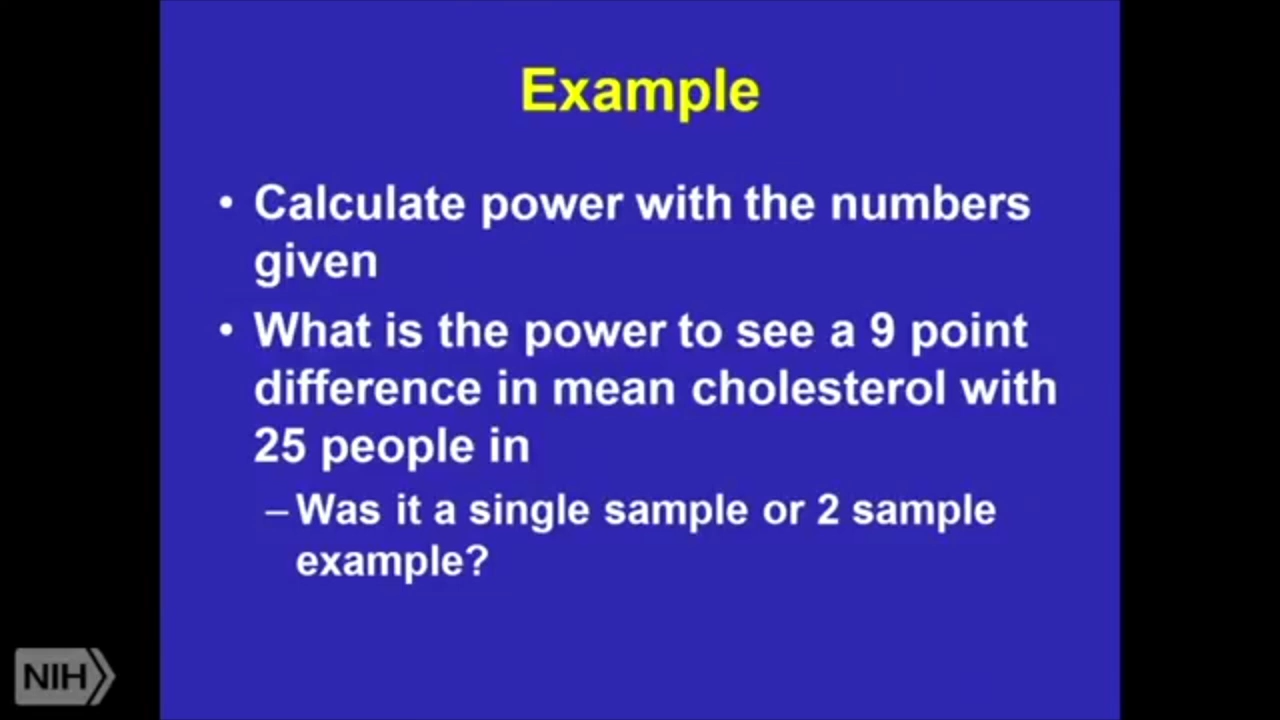 Example
• Calculate power with the numbers
given
• What is the power to see a 9 point
difference in mean cholesterol with
25 people in
– Was it a single sample or 2 sample
example?
NIH